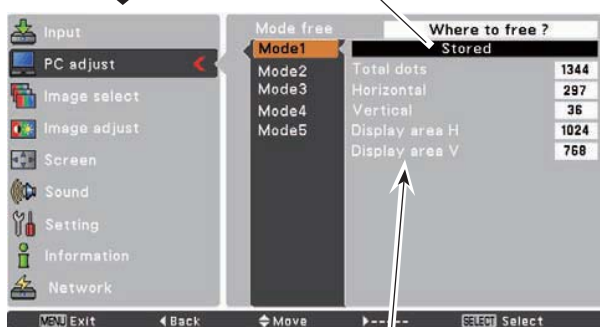 Input
PC adjust
Image select
Image adjust
Screen
Sound
Setting
Information
Network
Mode free
Mode1
Mode2
Mode3
Mode4
Mode5
Where to free ?
Stored
Total dots 1344
Horizontal 297
Vertical 36
Display area H 1024
Display area V 768
MENU Exit Back Move ----- SELECT Select